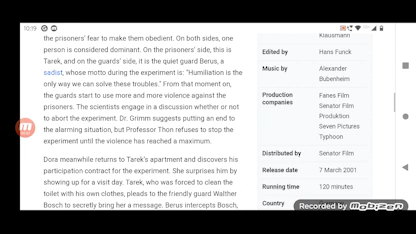 10:19
the prisoners' fear to make them obedient. On both sides, one
person is considered dominant. On the prisoners' side, this is
Tarek, and on the guards' side, it is the quiet guard Berus, a
sadist, whose motto during the experiment is: "Humiliation is the
only way we can solve these troubles." From that moment on,
the guards start to use more and more violence against the
prisoners. The scientists engage in a discussion whether or not
to abort the experiment. Dr. Grimm suggests putting an end to
the alarming situation, but Professor Thon refuses to stop
the experiment until the violence has reached a maximum.
Dora meanwhile returns to Tarek's apartment and discovers his
participation contract for the experiment. She surprises him by
showing up for a visit day. Tarek, who was forced to clean the
toilet with his own clothes, pleads to the friendly guard
to secretly bring her a message. Berus intercepts Bosch,
Klausmann
Edited by Hans Funck
Music by Alexander
Bubenheim
Production Fanes Film
companies Senator Film
Produktion
Seven Pictures
Typhoon
Distributed by Senator Film
Release date 7 March 2001
Running time 120 minutes
Country
Recorded by Mobizen